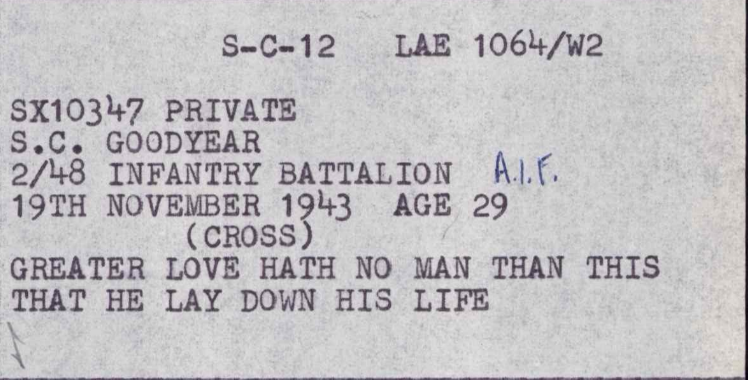 S-C-12 LAE 1064/W2
SX10347 PRIVATE
S.C. GOODYEAR
2/48 INFANTRY BATTALION A.I.F.
19TH NOVEMBER 1943 AGE 29
(CROSS)
GREATER LOVE HATH NO MAN THAN THIS
THAT HE LAY DOWN HIS LIFE